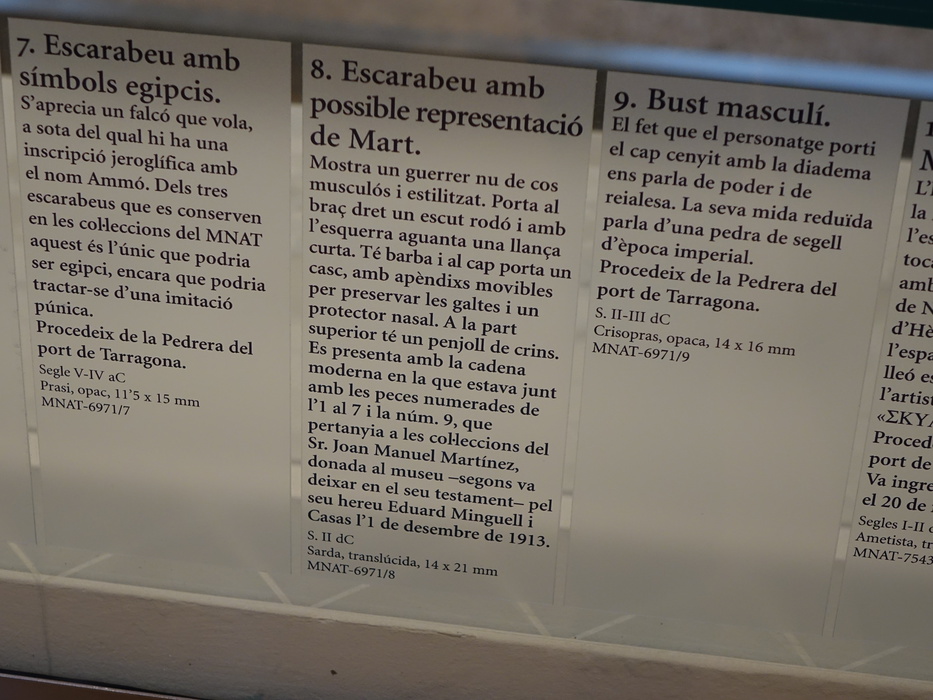 7. Escarabeu amb
símbols egipcis.
S'aprecia un falcó que vola,
a sota del qual hi ha una
inscripció jeroglífica amb
el nom Ammó. Dels tres
escarabeus que es conserven
en les col·leccions del MNAT
aquest és l'únic que podria
ser egipci, encara que podria
tractar-se d'una imitació
púnica.
Procedeix de la Pedrera del
port de Tarragona.
Segle V-IV aC
Prasi, opac, 11'5 x 15 mm
MNAT-6971/7
8. Escarabeu amb
possible representació
de Mart.
Mostra un guerrer nu de cos
musculós i estilitzat. Porta al
braç dret un escut rodó i amb
l'esquerra aguanta una llança
curta. Té barba i al cap porta un
casc, amb apèndixs movibles
per preservar les galtes i un
protector nasal. A la part
superior té un penjoll de crins.
Es presenta amb la cadena
moderna en la que estava junt
amb les peces numerades de
l'1 al 7 i la núm. 9, que
pertanyia a les col·leccions del
Sr. Joan Manuel Martínez,
donada al museu –segons va
deixar en el seu testament– pel
seu hereu Eduard Minguell i
Casas l'1 de desembre de 1913.
S. II dC
Sarda, translúcida, 14 x 21 mm
MNAT-6971/8
9. Bust masculí.
El fet que el personatge porti
el cap cenyit amb la diadema
ens parla de poder i de
reialesa. La seva mida reduïda
parla d'una pedra de segell
d'època imperial.
Procedeix de la Pedrera del
port de Tarragona.
S. II-III dC
Crisopras, opaca, 14 x 16 mm
MNAT-6971/9
la
amb
de N
lleó es
l'artist
«ΣΚΥ
Proced
port de
Va ingre
el 20 de
Segles I-II d
Ametista, tr
MNAT-7543